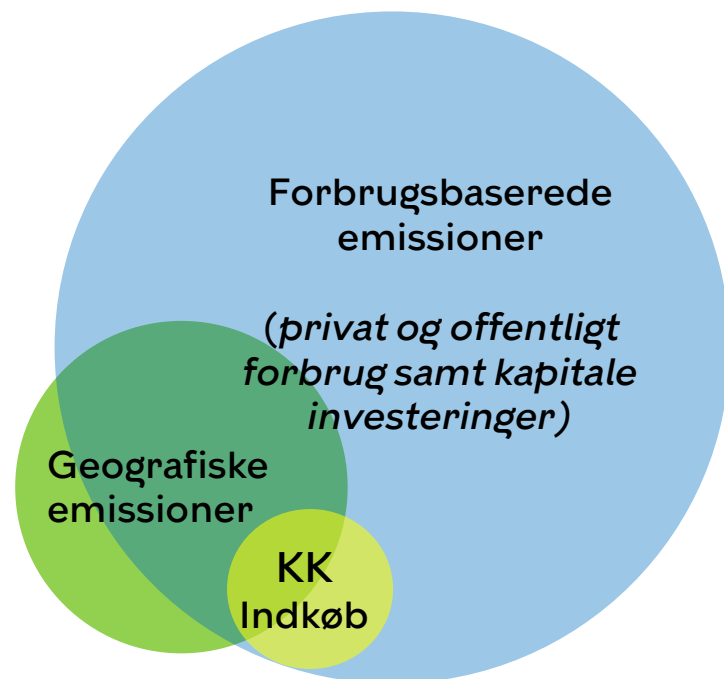 Forbrugsbaserede
emissioner
(privat og offentligt
forbrug samt kapitale
investeringer)
Geografiske
emissioner
KK
Indkøb